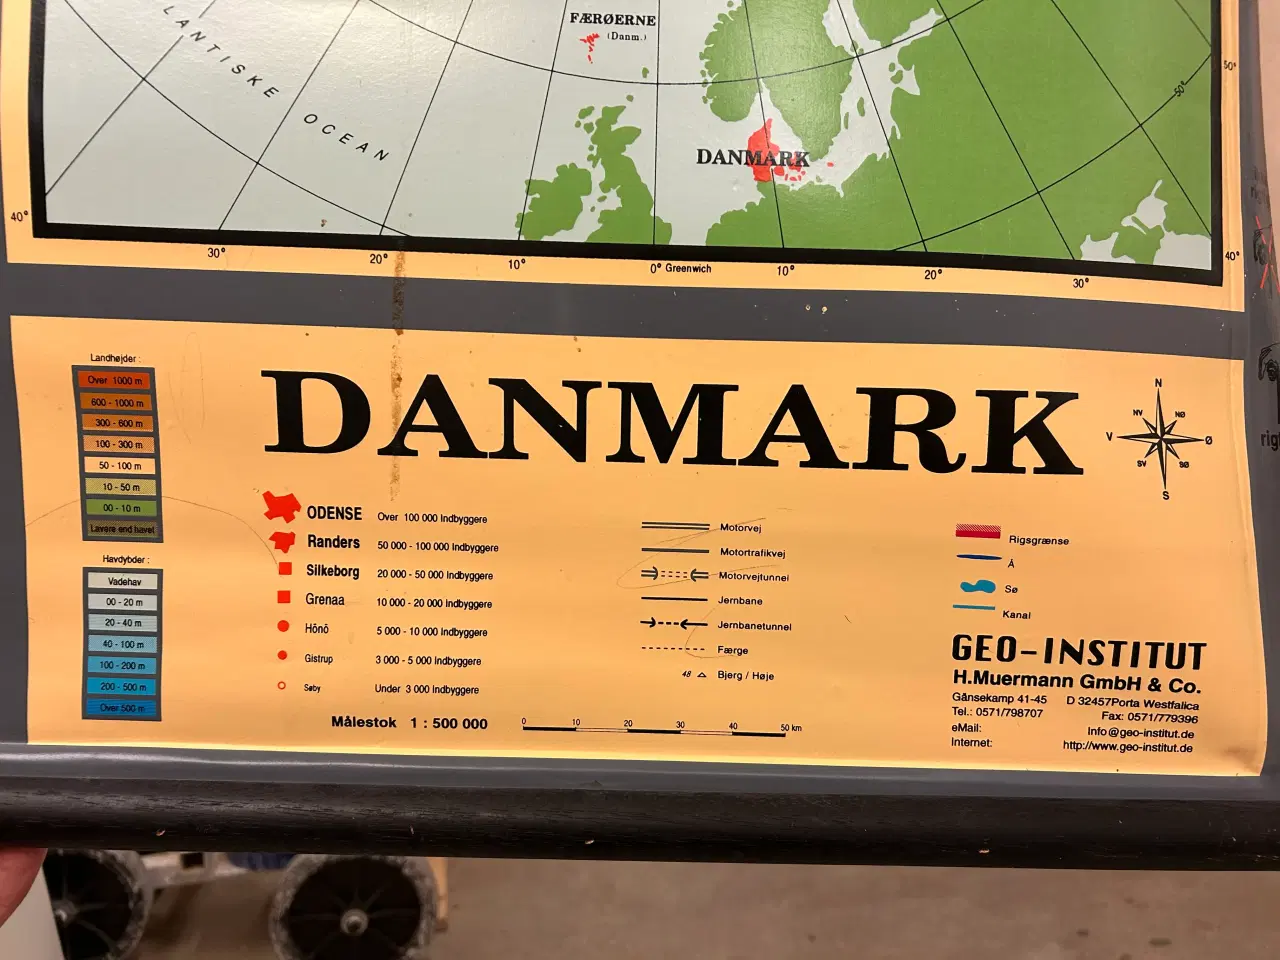 FÆRØERNE
(Danm.)
LANTISKE
OCEAN
DANMARK
50°
50°
40°
30°
20°
10°
0° Greenwich
10°
20°
30°
40°
Landhøjder :
Over 1000 m
600 - 1000 m
300 - 600 m
100 - 300 m
50 - 100 m
10 - 50 m
00 - 10 m
Lavere end havet
Havdybder :
Vadehav
00 - 20 m
20 - 40 m
40 - 100 m
100 - 200 m
200 - 500 m
Over 500 m
DANMARK
N
NV NØ
V Ø
SV SØ
S
ODENSE Over 100 000 Indbyggere
Randers 50 000 - 100 000 Indbyggere
Silkeborg 20 000 - 50 000 Indbyggere
Grenaa 10 000 - 20 000 Indbyggere
Hönö 5 000 - 10 000 Indbyggere
Gistrup 3 000 - 5 000 Indbyggere
Søby Under 3 000 Indbyggere
Målestok 1 : 500 000
0 10 20 30 40 50 km
Motorvej
Motortrafikvej
Motorvejtunnel
Jernbane
Jernbanetunnel
Færge
48 Bjerg / Høje
Rigsgrænse
Å
Sø
Kanal
GEO-INSTITUT
H.Muermann GmbH & Co.
Gänsekamp 41-45 D 32457Porta Westfalica
Tel.: 0571/798707 Fax: 0571/779396
eMail: Info@geo-institut.de
Internet: http://www.geo-institut.de